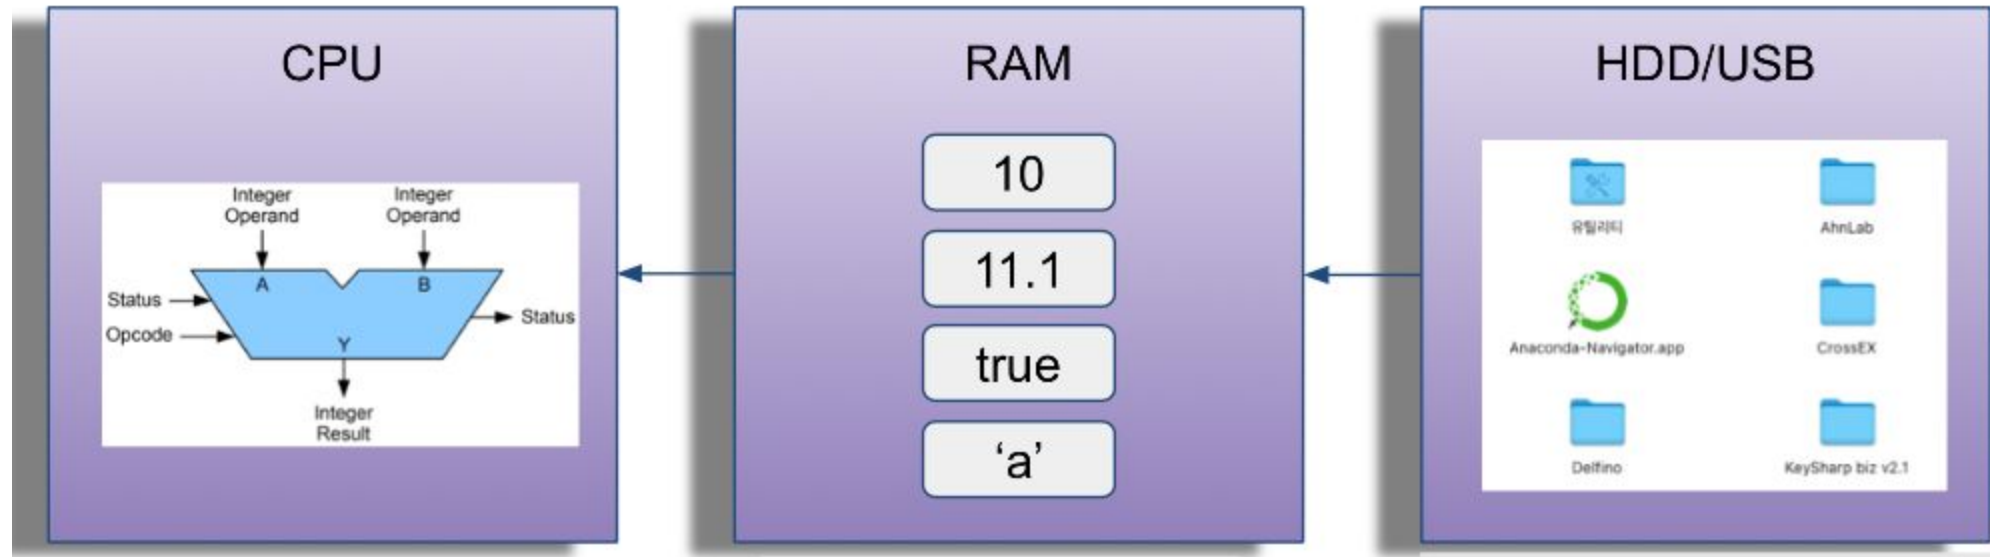 CPU
Integer
Operand
Integer
Operand
A
B
Status
Opcode
Status
Y
Integer
Result
RAM
10
11.1
true
‘a’
HDD/USB
유틸리티
AhnLab
Anaconda-Navigator.app
CrossEX
Delfino
KeySharp biz v2.1